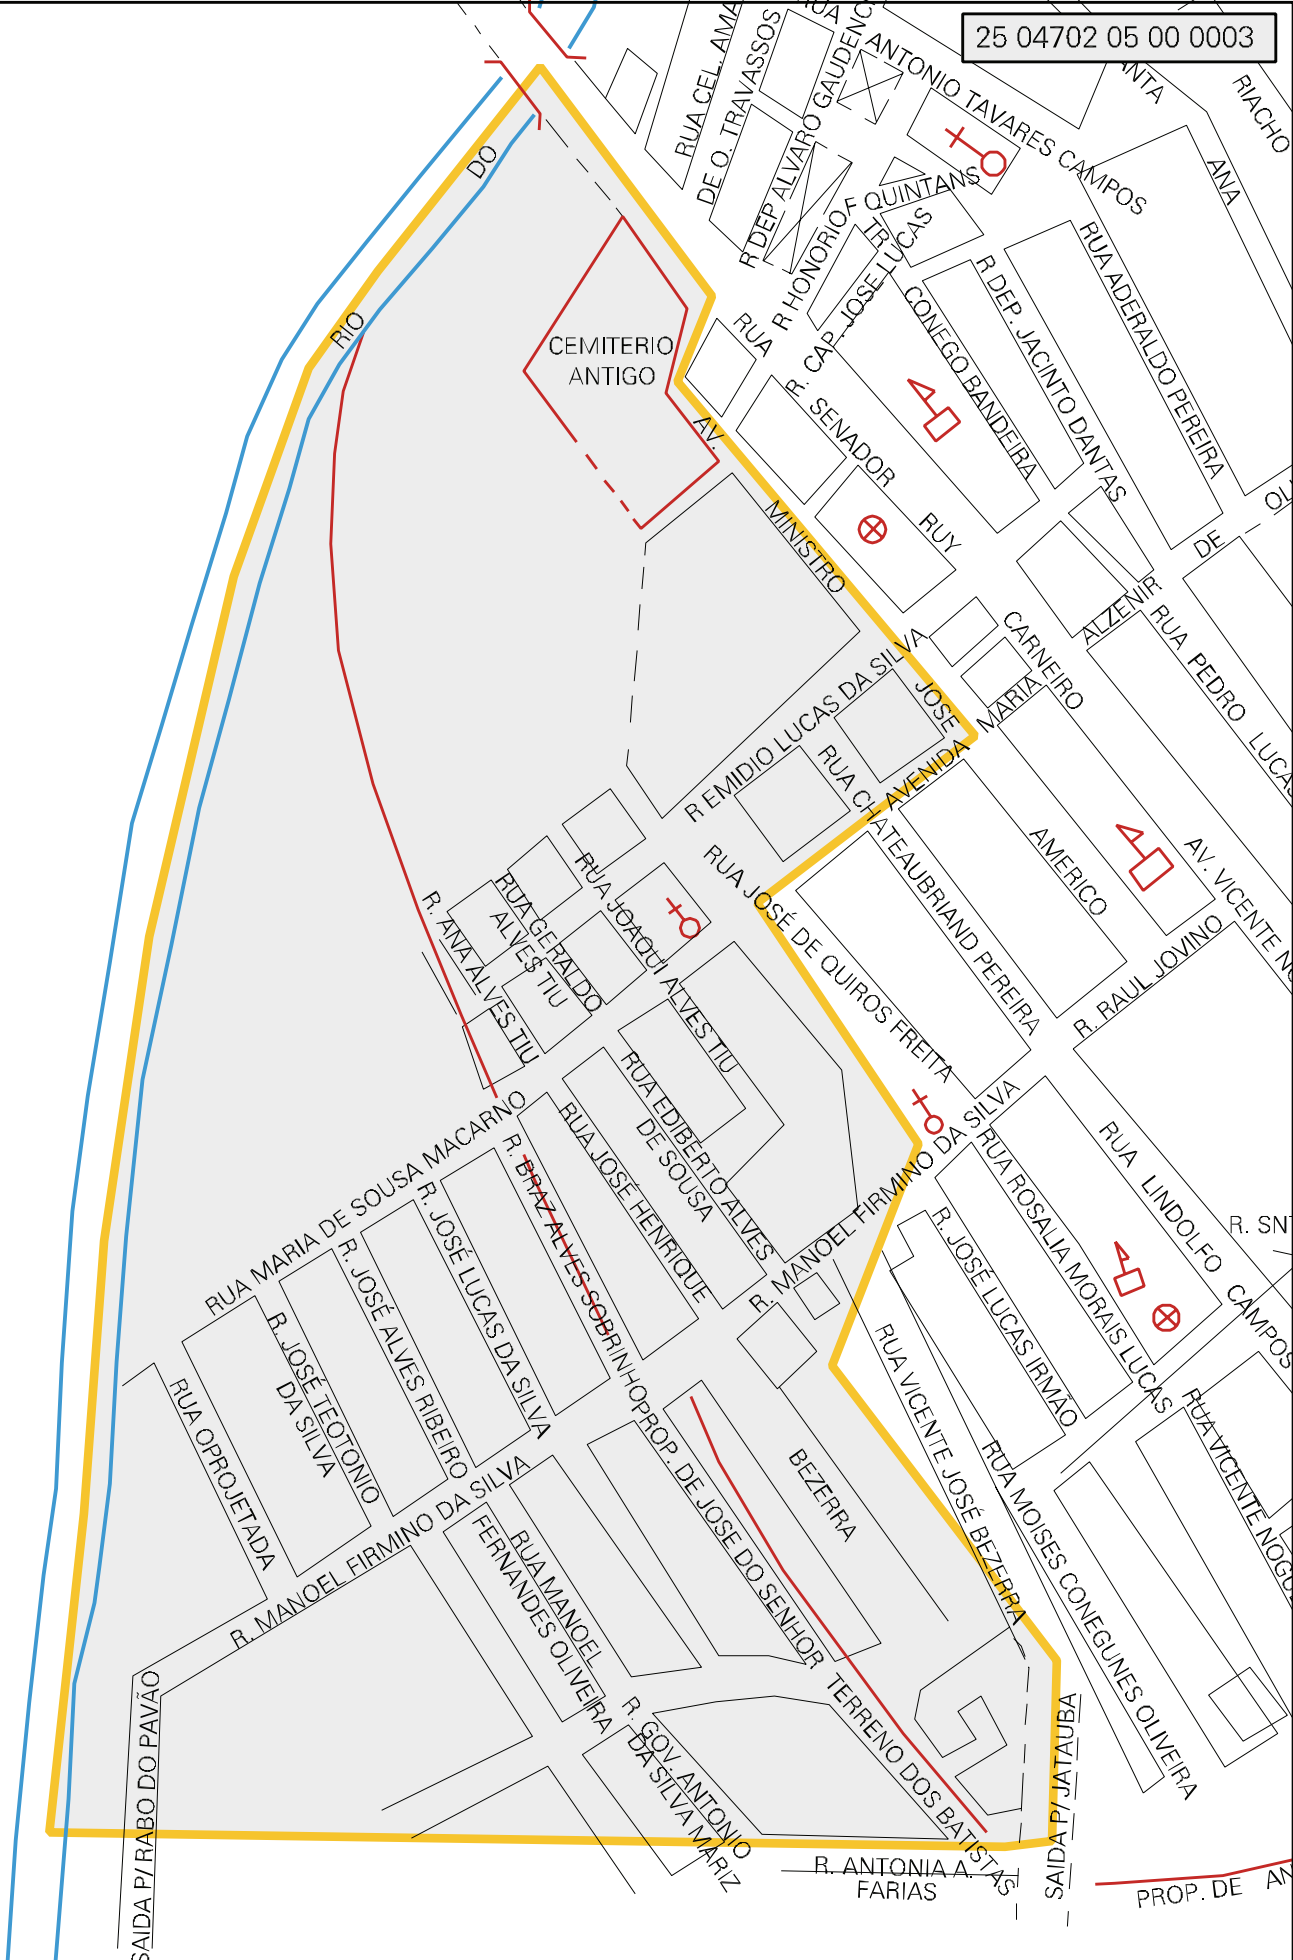 25 04702 05 00 0003
RUA ANTONIO TAVARES CAMPOS
RIACHO
ANA
RUA CEL. AMA
DE O. TRAVASSOS
R DEP ALVARO GAUDENC
R HONORIO F QUINTANS
TR.
R. CAP. JOSE LUCAS
CONEGO BANDEIRA
R DEP. JACINTO DANTAS
RUA ADERALDO PEREIRA
DO
RIO
CEMITERIO
ANTIGO
RUA
SENADOR
RUY
CARNEIRO
AV.
MINISTRO
JOSE
AMERICO
DE
ALZENIR
MARIA
AVENIDA
RUA PEDRO LUCAS
R EMIDIO LUCAS DA SILVA
RUA CHATEAUBRIAND PEREIRA
AV. VICENTE NO
R. RAUL JOVINO
RUA JOSÉ DE QUIROS FREITA
RUA JOAQUI ALVES TIU
RUA GERALDO
ALVES TIU
R. ANA ALVES TIU
RUA EDIBERTO ALVES
DE SOUSA
RUA JOSÉ HENRIQUE
RUA MARIA DE SOUSA MACARNO
R. BRAZ ALVES SOBRINHO
R. JOSÉ LUCAS DA SILVA
R. JOSÉ ALVES RIBEIRO
R. JOSÉ TEOTONIO
DA SILVA
RUA OPROJETADA
R. MANOEL FIRMINO DA SILVA
R. MANOEL FIRMINO DA SILVA
RUA ROSALIA MORAIS LUCAS
RUA LINDOLFO CAMPOS
R. SNT
R. JOSÉ LUCAS IRMÃO
RUA VICENTE JOSÉ BEZERRA
RUA MOISES CONEGUNES OLIVEIRA
RUA VICENTE NOGUE
PROP. DE JOSE DO SENHOR
BEZERRA
RUA MANOEL
FERNANDES OLIVEIRA
R. GOV. ANTONIO
DA SILVA MARIZ
TERRENO DOS BATISTAS
SAIDA P/ RABO DO PAVÃO
SAIDA P/ JATAUBA
R. ANTONIA A.
FARIAS
PROP. DE AN